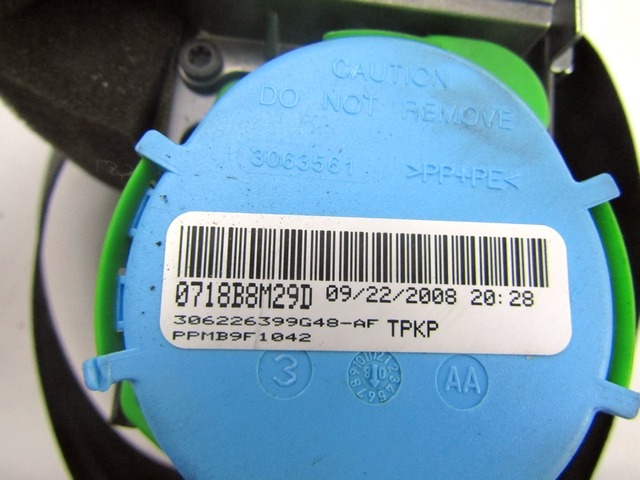 CAUTION
DO NOT REMOVE
3063561 >PP+PE<
0718B8M29D 09/22/2008 20:28
306226399G48-AF TPKP
PPMB9F1042
3 08 AA